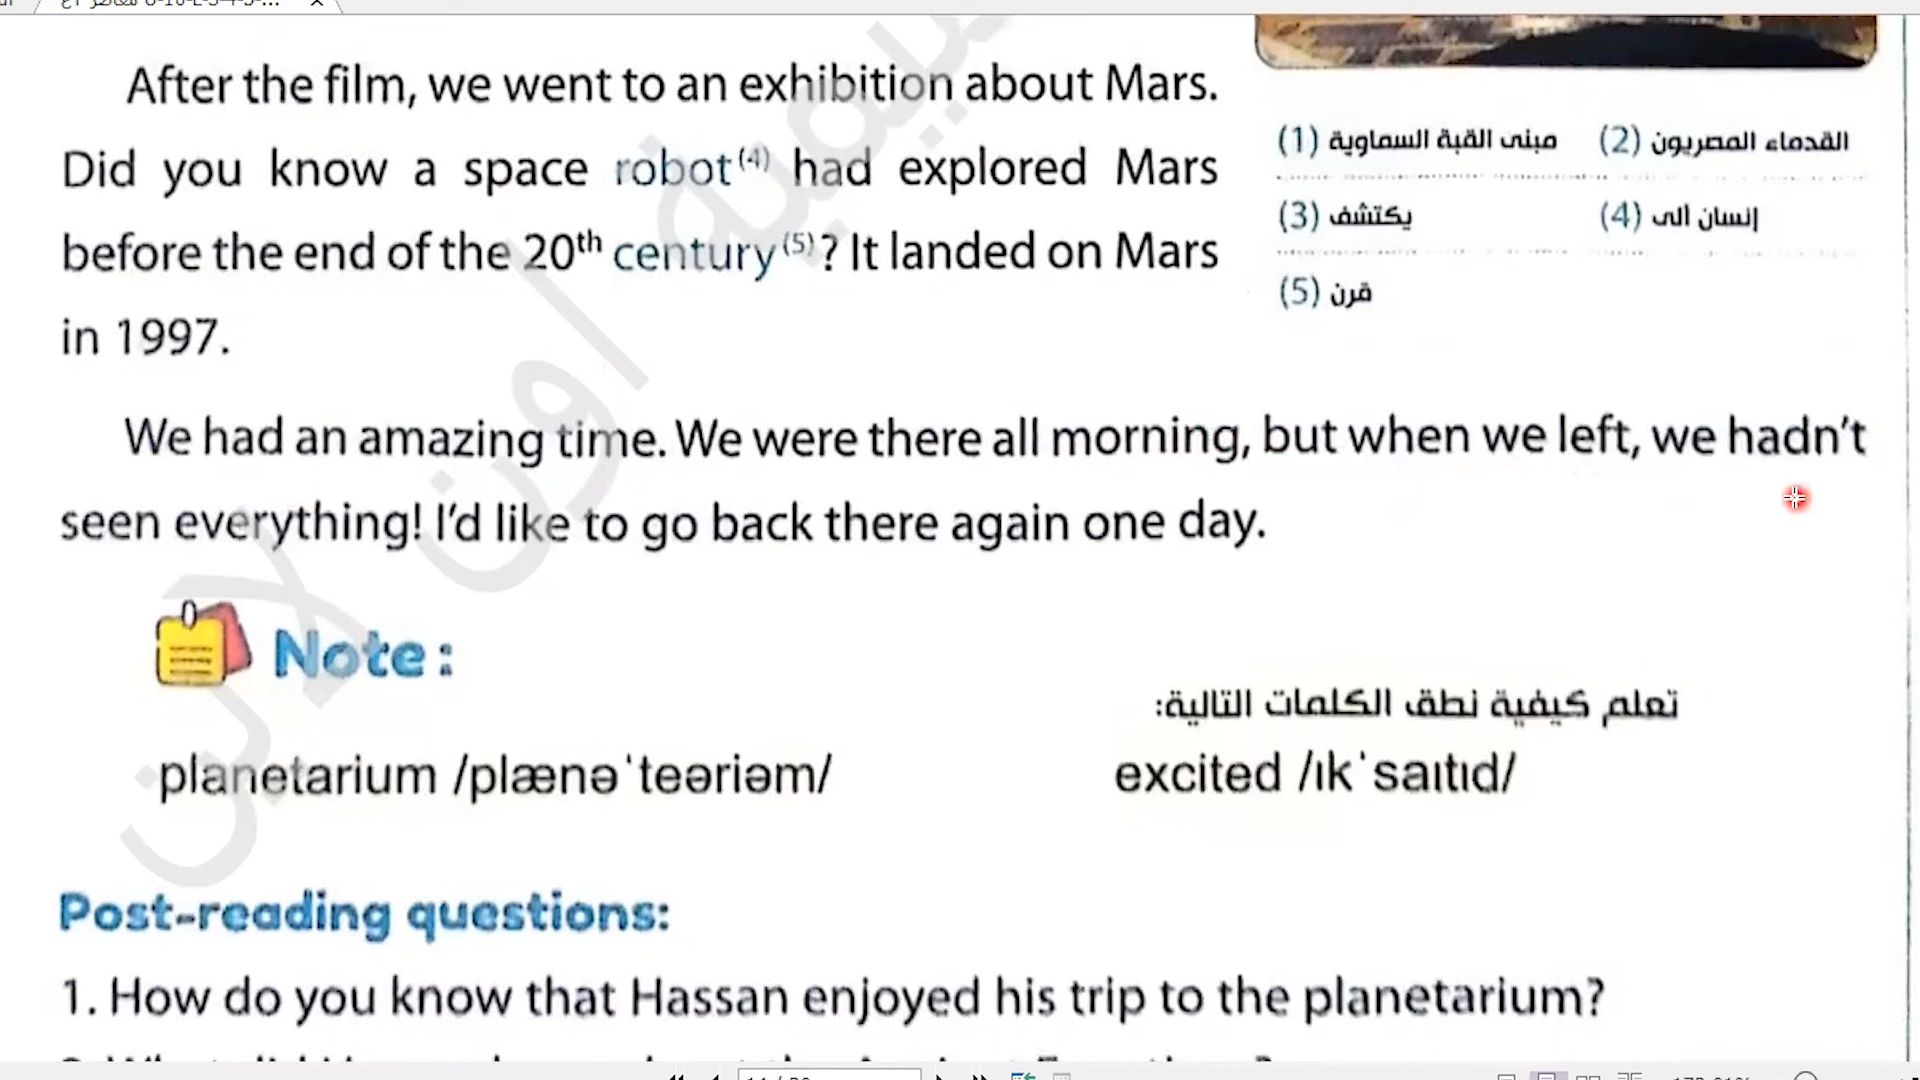 After the film, we went to an exhibition about Mars.
Did you know a space robot(4) had explored Mars
before the end of the 20th century(5)? It landed on Mars
in 1997.
(1) مبنى القبة السماوية (2) القدماء المصريون
(3) يكتشف (4) إنسان آلى
(5) قرن
We had an amazing time. We were there all morning, but when we left, we hadn't
seen everything! I'd like to go back there again one day.
Note:
تعلم كيفية نطق الكلمات التالية:
planetarium /plænəˈteəriəm/ excited /ɪkˈsaɪtɪd/
Post-reading questions:
1. How do you know that Hassan enjoyed his trip to the planetarium?
اون لاين